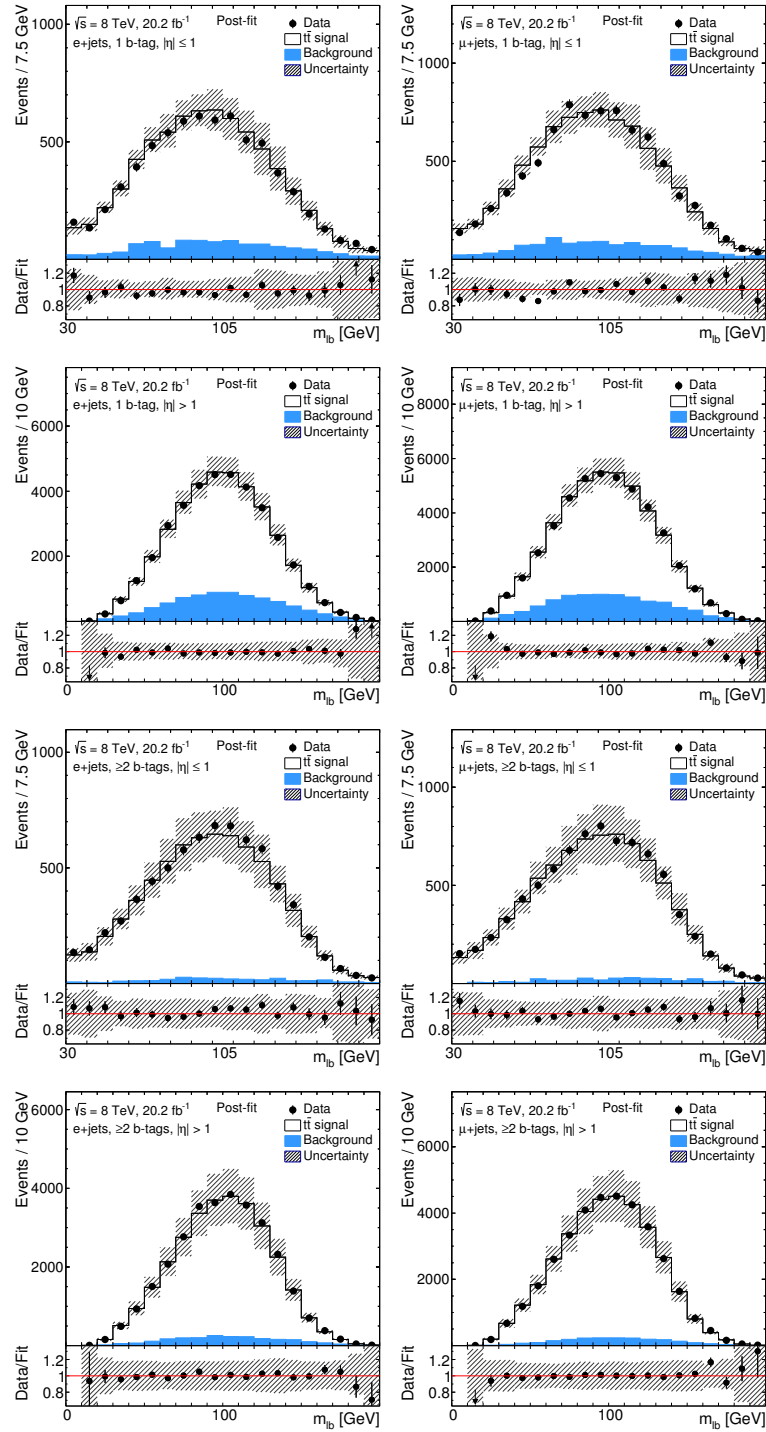 √s = 8 TeV, 20.2 fb⁻¹ Post-fit
e+jets, 1 b-tag, |η| ≤ 1
Data
tt̄ signal
Background
Uncertainty
Events / 7.5 GeV
1000
500
Data/Fit
1.2
1
0.8
30
105
m_lb [GeV]
√s = 8 TeV, 20.2 fb⁻¹ Post-fit
μ+jets, 1 b-tag, |η| ≤ 1
Data
tt̄ signal
Background
Uncertainty
Events / 7.5 GeV
1000
500
Data/Fit
1.2
1
0.8
30
105
m_lb [GeV]
√s = 8 TeV, 20.2 fb⁻¹ Post-fit
e+jets, 1 b-tag, |η| > 1
Data
tt̄ signal
Background
Uncertainty
Events / 10 GeV
6000
4000
2000
Data/Fit
1.2
1
0.8
0
100
m_lb [GeV]
√s = 8 TeV, 20.2 fb⁻¹ Post-fit
μ+jets, 1 b-tag, |η| > 1
Data
tt̄ signal
Background
Uncertainty
Events / 10 GeV
8000
6000
4000
2000
Data/Fit
1.2
1
0.8
0
100
m_lb [GeV]
√s = 8 TeV, 20.2 fb⁻¹ Post-fit
e+jets, ≥2 b-tags, |η| ≤ 1
Data
tt̄ signal
Background
Uncertainty
Events / 7.5 GeV
1000
500
Data/Fit
1.2
1
0.8
30
105
m_lb [GeV]
√s = 8 TeV, 20.2 fb⁻¹ Post-fit
μ+jets, ≥2 b-tags, |η| ≤ 1
Data
tt̄ signal
Background
Uncertainty
Events / 7.5 GeV
1000
500
Data/Fit
1.2
1
0.8
30
105
m_lb [GeV]
√s = 8 TeV, 20.2 fb⁻¹ Post-fit
e+jets, ≥2 b-tags, |η| > 1
Data
tt̄ signal
Background
Uncertainty
Events / 10 GeV
6000
4000
2000
Data/Fit
1.2
1
0.8
0
100
m_lb [GeV]
√s = 8 TeV, 20.2 fb⁻¹ Post-fit
μ+jets, ≥2 b-tags, |η| > 1
Data
tt̄ signal
Background
Uncertainty
Events / 10 GeV
6000
4000
2000
Data/Fit
1.2
1
0.8
0
100
m_lb [GeV]